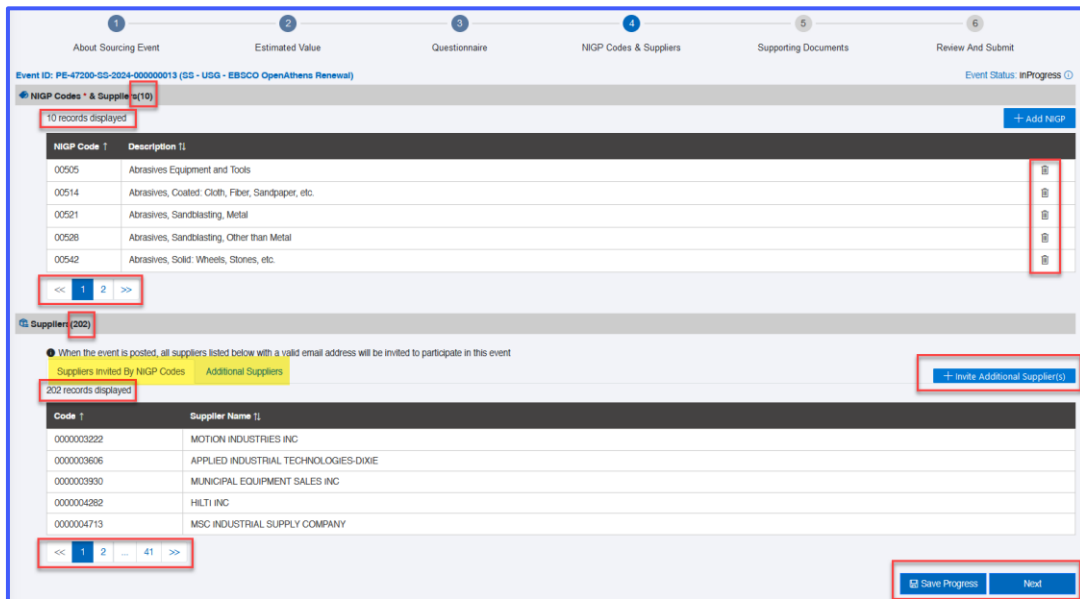 1 2 3 4 5 6
About Sourcing Event Estimated Value Questionnaire NIGP Codes & Suppliers Supporting Documents Review And Submit
Event ID: PE-47200-SS-2024-000000013 (SS - USG - EBSCO OpenAthens Renewal) Event Status: InProgress
NIGP Codes * & Suppliers(10)
10 records displayed + Add NIGP
NIGP Code ↑ Description ↑↓
00505 Abrasives Equipment and Tools
00514 Abrasives, Coated: Cloth, Fiber, Sandpaper, etc.
00521 Abrasives, Sandblasting, Metal
00528 Abrasives, Sandblasting, Other than Metal
00542 Abrasives, Solid: Wheels, Stones, etc.
<< 1 2 >>
Suppliers(202)
When the event is posted, all suppliers listed below with a valid email address will be invited to participate in this event
Suppliers Invited By NIGP Codes Additional Suppliers + Invite Additional Supplier(s)
202 records displayed
Code ↑ Supplier Name ↑↓
0000003222 MOTION INDUSTRIES INC
0000003606 APPLIED INDUSTRIAL TECHNOLOGIES-DIXIE
0000003930 MUNICIPAL EQUIPMENT SALES INC
0000004282 HILTI INC
0000004713 MSC INDUSTRIAL SUPPLY COMPANY
<< 1 2 ... 41 >>
Save Progress Next